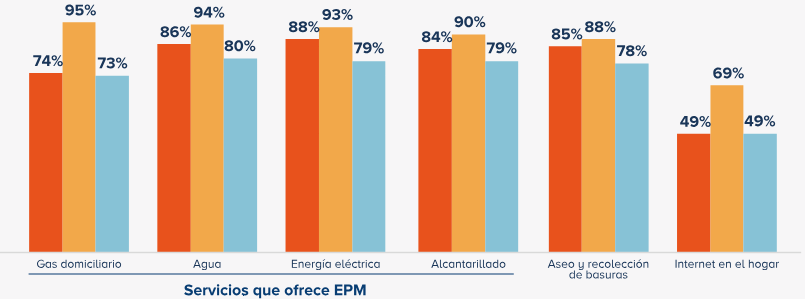 95%
74%
73%
94%
86%
80%
93%
88%
79%
90%
84%
79%
88%
85%
78%
69%
49%
49%
Gas domiciliario
Agua
Energía eléctrica
Alcantarillado
Aseo y recolección
de basuras
Internet en el hogar
Servicios que ofrece EPM